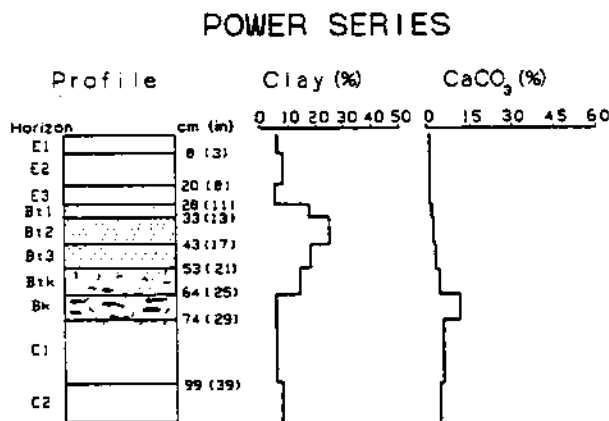 POWER SERIES
Profile Clay (%) CaCO3 (%)
Horizon cm (in) 0 10 20 30 40 50 0 15 30 45 60
E1
8 (3)
E2
20 (8)
E3
28 (11)
Bt1
33 (13)
Bt2
43 (17)
Bt3
53 (21)
Btk
64 (25)
Bk
74 (29)
C1
99 (39)
C2